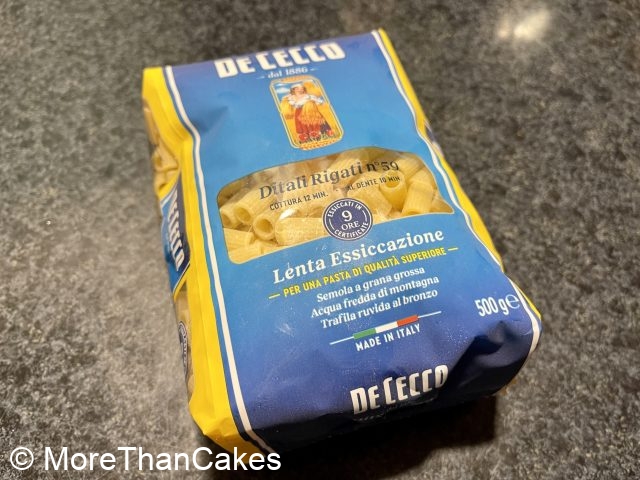 DE CECCO
dal 1886
Ditali Rigati n°59
COTTURA 12 MIN. AL DENTE 10 MIN.
ESSICCATI IN
9
ORE
CERTIFICATE
Lenta Essiccazione
PER UNA PASTA DI QUALITÀ SUPERIORE
Semola a grana grossa
Acqua fredda di montagna
Trafila ruvida al bronzo
MADE IN ITALY
500 g e
DE CECCO
DE CECCO
© MoreThanCakes